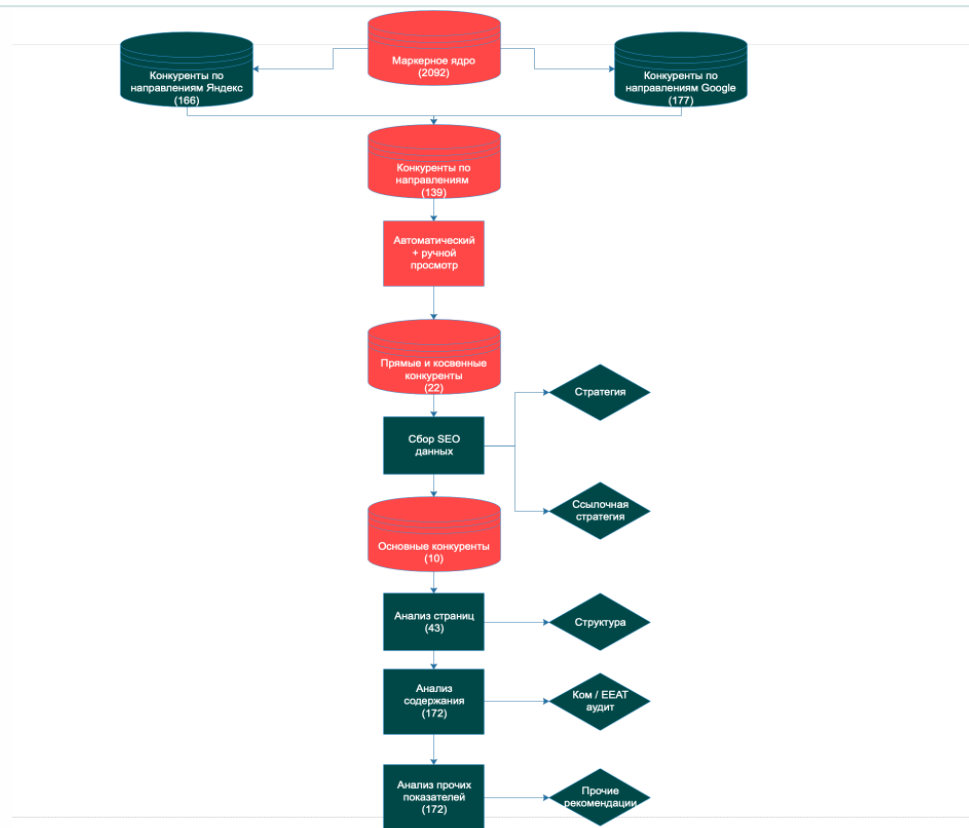 Маркерное ядро
(2092)
Конкуренты по
направлениям Яндекс
(166)
Конкуренты по
направлениям Google
(177)
Конкуренты по
направлениям
(139)
Автоматический
+ ручной
просмотр
Прямые и косвенные
конкуренты
(22)
Стратегия
Сбор SEO
данных
Ссылочная
стратегия
Основные конкуренты
(10)
Анализ страниц
(43)
Структура
Анализ
содержания
(172)
Ком / EEAT
аудит
Анализ прочих
показателей
(172)
Прочие
рекомендации